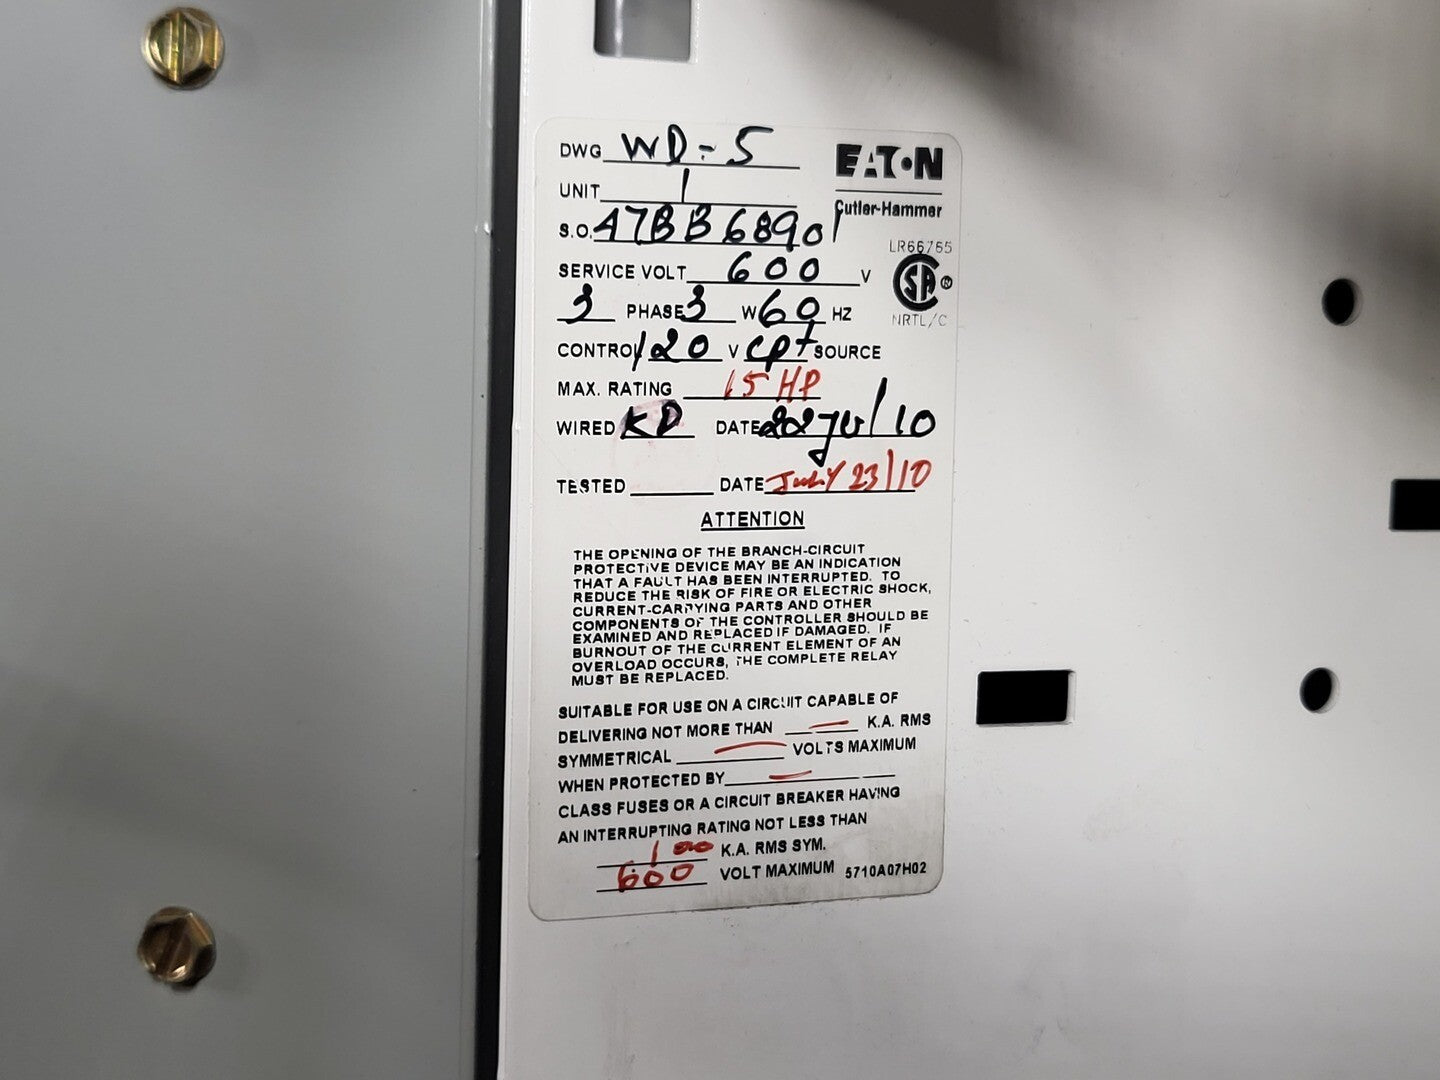 DWG WD-5
EATON
UNIT 1
Cutler-Hammer
S.O. 47BB68901
LR66765
SERVICE VOLT 600 V
SA ®
3 PHASE 3 W 60 HZ
NRTL/C
CONTROL 120 V CPT SOURCE
MAX. RATING 15 HP
WIRED KD DATE 22 JUL/10
TESTED DATE JULY 23/10
ATTENTION
THE OPENING OF THE BRANCH-CIRCUIT
PROTECTIVE DEVICE MAY BE AN INDICATION
THAT A FAULT HAS BEEN INTERRUPTED. TO
REDUCE THE RISK OF FIRE OR ELECTRIC SHOCK,
CURRENT-CARRYING PARTS AND OTHER
COMPONENTS OF THE CONTROLLER SHOULD BE
EXAMINED AND REPLACED IF DAMAGED. IF
BURNOUT OF THE CURRENT ELEMENT OF AN
OVERLOAD OCCURS, THE COMPLETE RELAY
MUST BE REPLACED.
SUITABLE FOR USE ON A CIRCUIT CAPABLE OF
DELIVERING NOT MORE THAN — K.A. RMS
SYMMETRICAL — VOLTS MAXIMUM
WHEN PROTECTED BY —
CLASS FUSES OR A CIRCUIT BREAKER HAVING
AN INTERRUPTING RATING NOT LESS THAN
100 K.A. RMS SYM.
600 VOLT MAXIMUM 5710A07H02